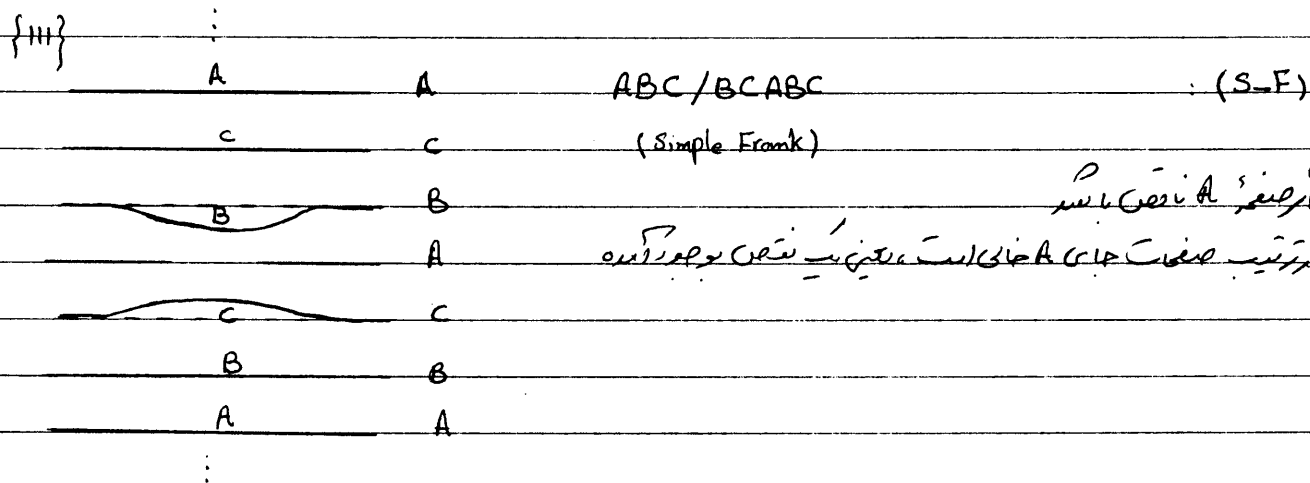 {111}
⋮
A A ABC/BCABC : (S-F)
C C (Simple Frank)
B B
اگر صفحهٔ A ناقص باشد
A
در ترتیب صفحات جای A خالی است، یعنی یک نقص بوجود آمده
C C
B B
A A
⋮